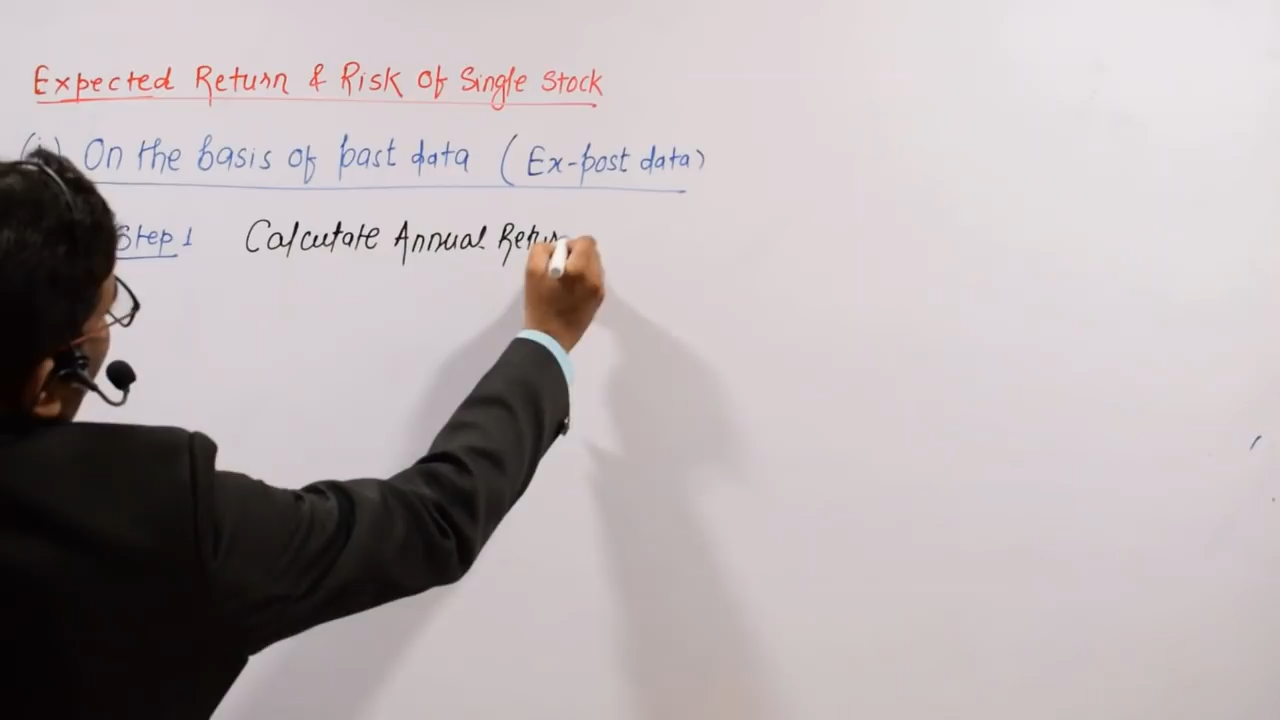 Expected Return & Risk Of Single Stock
(i) On the basis of past data (Ex-post data)
Step 1 Calculate Annual Retur